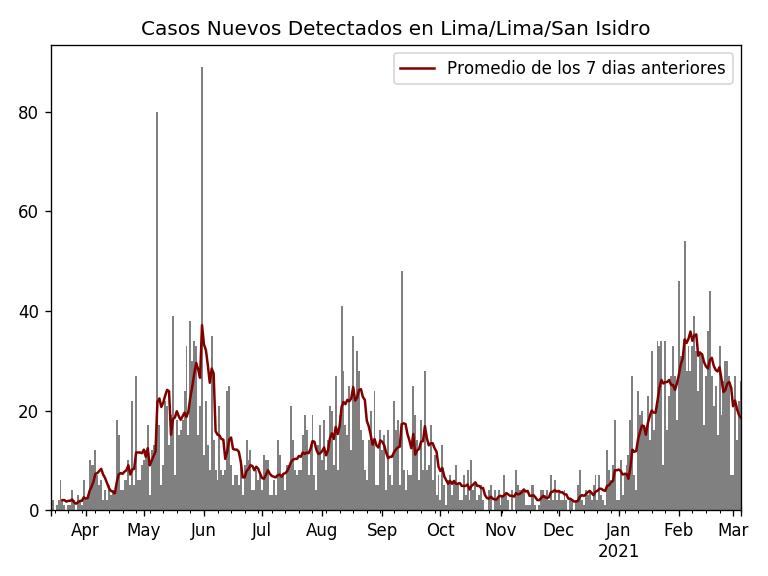 Casos Nuevos Detectados en Lima/Lima/San Isidro
Promedio de los 7 dias anteriores
80
60
40
20
0
Apr May Jun Jul Aug Sep Oct Nov Dec Jan Feb Mar
2021